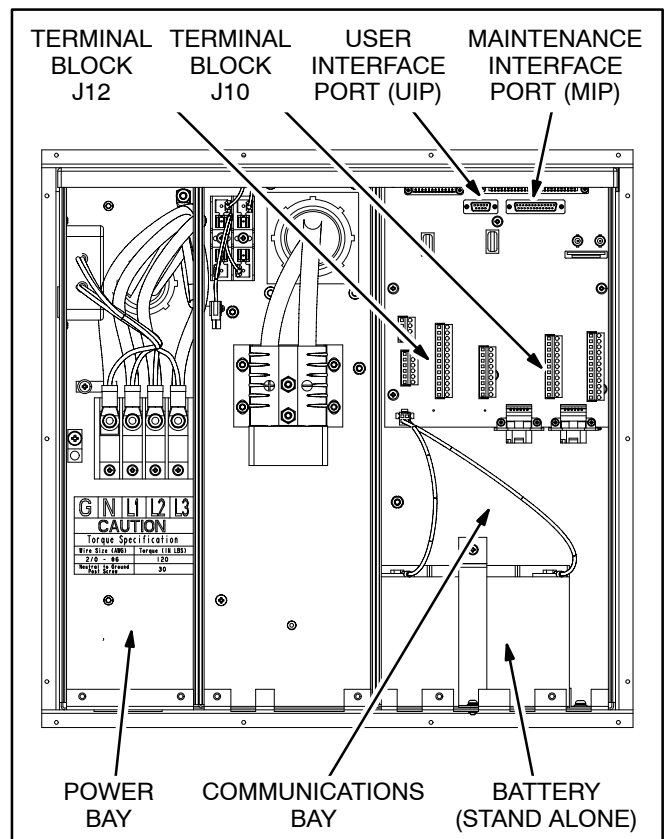 TERMINAL
BLOCK
J12
TERMINAL
BLOCK
J10
USER
INTERFACE
PORT (UIP)
MAINTENANCE
INTERFACE
PORT (MIP)
G N L1 L2 L3
CAUTION
Torque Specification
Wire Size (AWG) Torque (IN LBS)
2/0 - #6 120
Neutral to Ground
Post Screw 30
POWER
BAY
COMMUNICATIONS
BAY
BATTERY
(STAND ALONE)